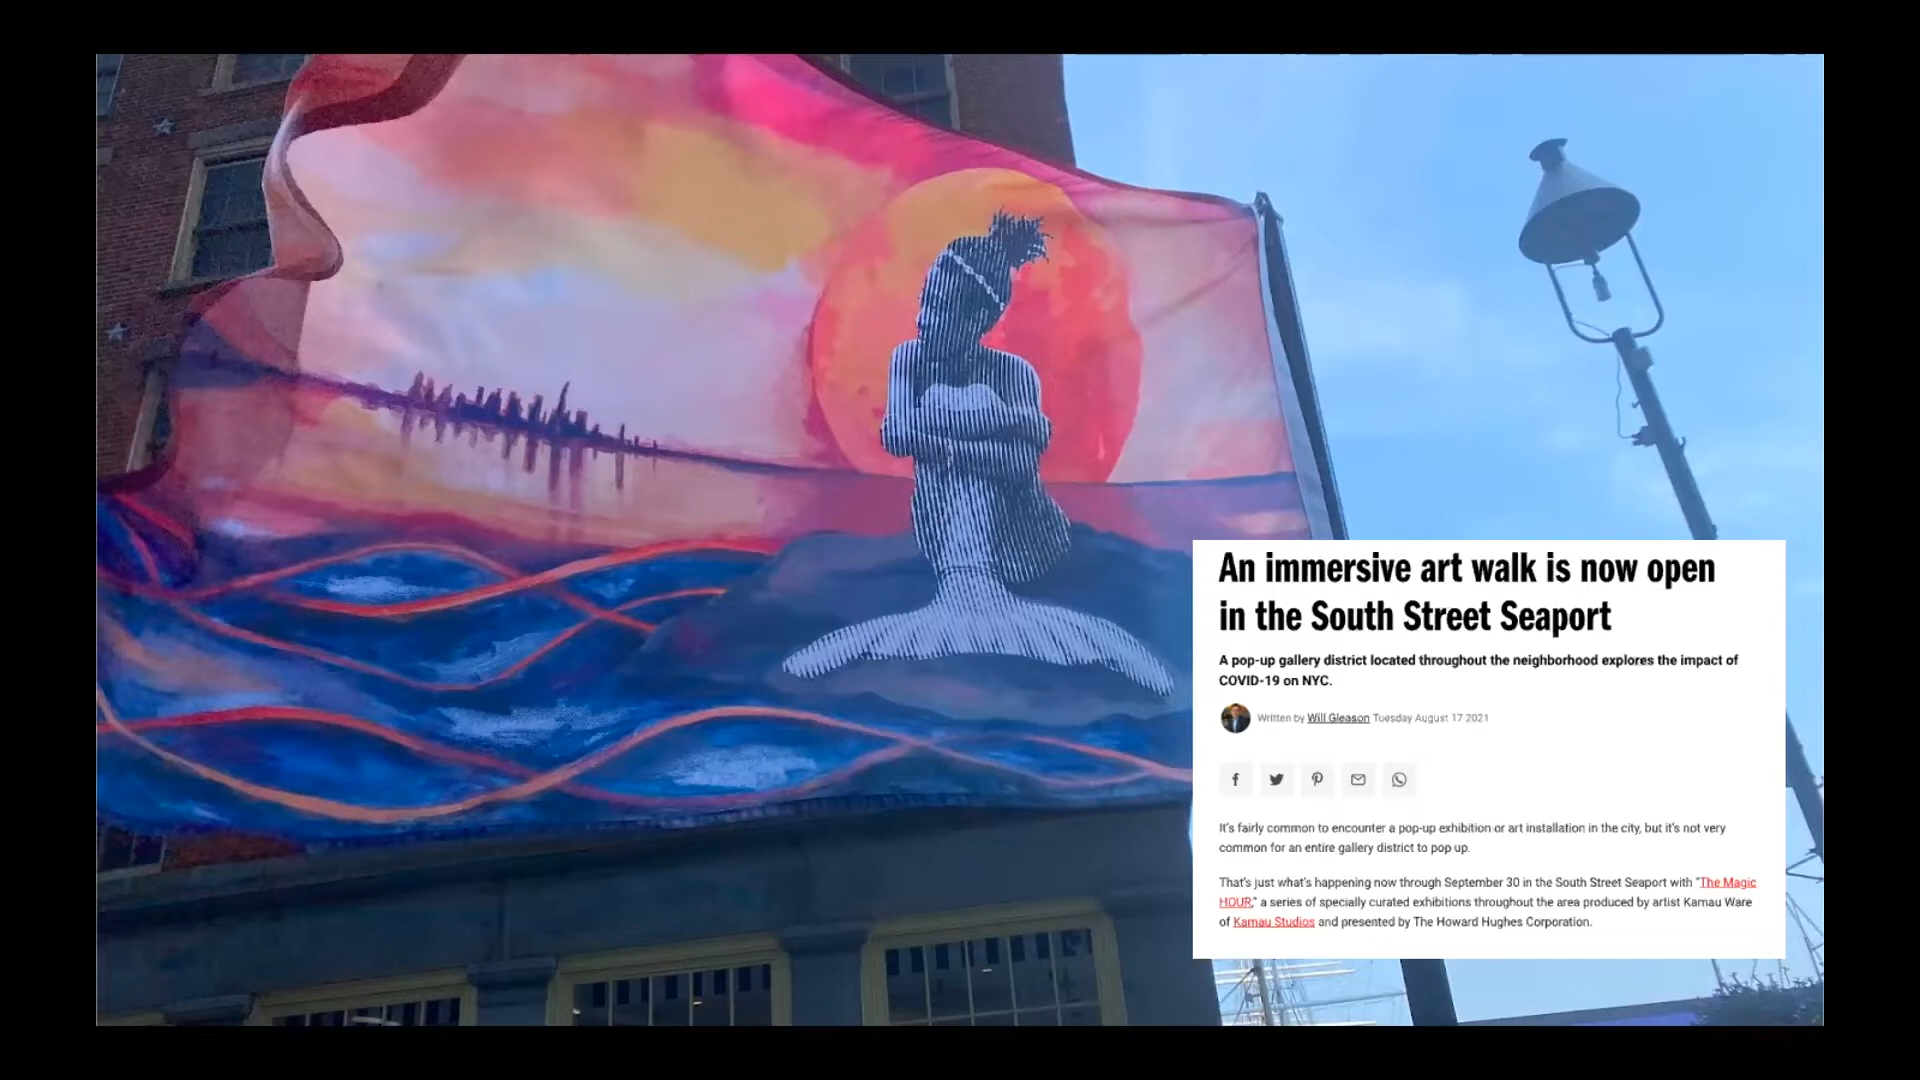 An immersive art walk is now open
in the South Street Seaport
A pop-up gallery district located throughout the neighborhood explores the impact of
COVID-19 on NYC.
Written by Will Gleason Tuesday August 17 2021
It's fairly common to encounter a pop-up exhibition or art installation in the city, but it's not very
common for an entire gallery district to pop up.
That's just what's happening now through September 30 in the South Street Seaport with "The Magic
HOUR," a series of specially curated exhibitions throughout the area produced by artist Kamau Ware
of Kamau Studios and presented by The Howard Hughes Corporation.